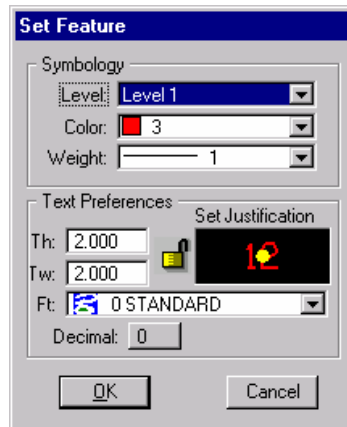 Set Feature
Symbology
Level: Level 1
Color: 3
Weight: 1
Text Preferences
Set Justification
Th: 2.000
12
Tw: 2.000
Ft: 0 STANDARD
Decimal: 0
OK Cancel